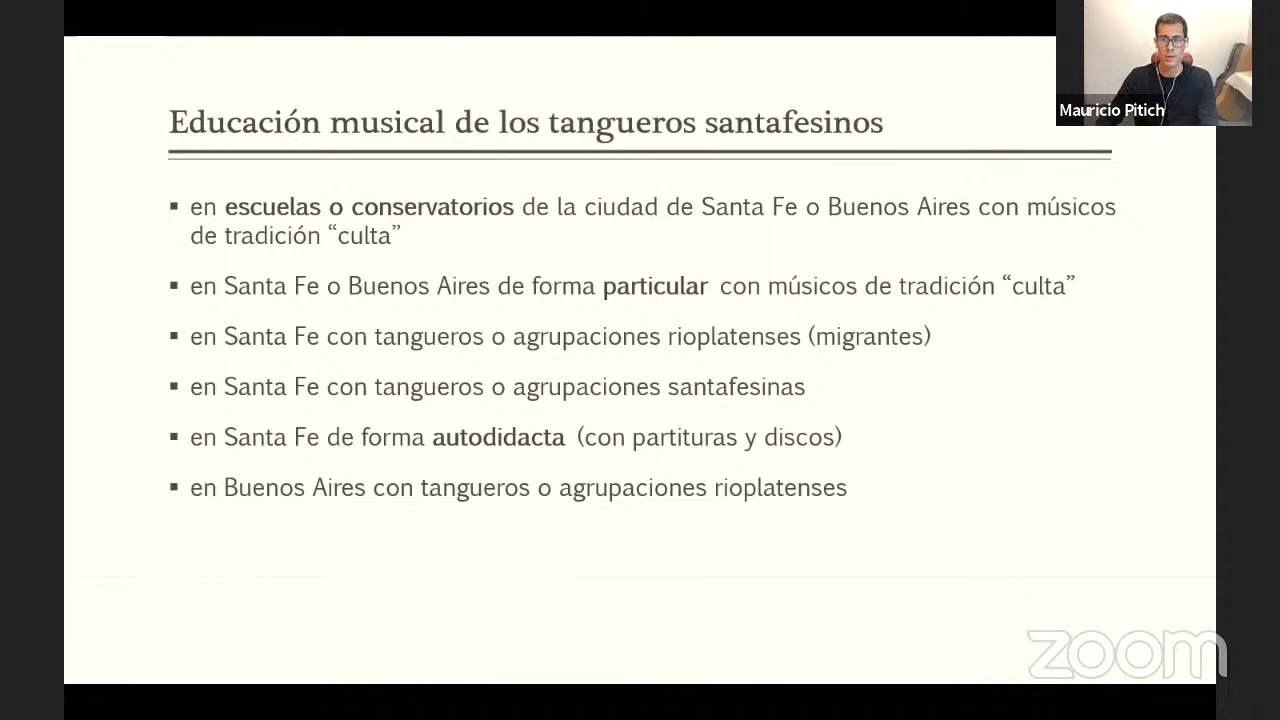 Educación musical de los tangueros santafesinos
Mauricio Pitich
▪ en escuelas o conservatorios de la ciudad de Santa Fe o Buenos Aires con músicos
de tradición “culta”
▪ en Santa Fe o Buenos Aires de forma particular con músicos de tradición “culta”
▪ en Santa Fe con tangueros o agrupaciones rioplatenses (migrantes)
▪ en Santa Fe con tangueros o agrupaciones santafesinas
▪ en Santa Fe de forma autodidacta (con partituras y discos)
▪ en Buenos Aires con tangueros o agrupaciones rioplatenses
zoom